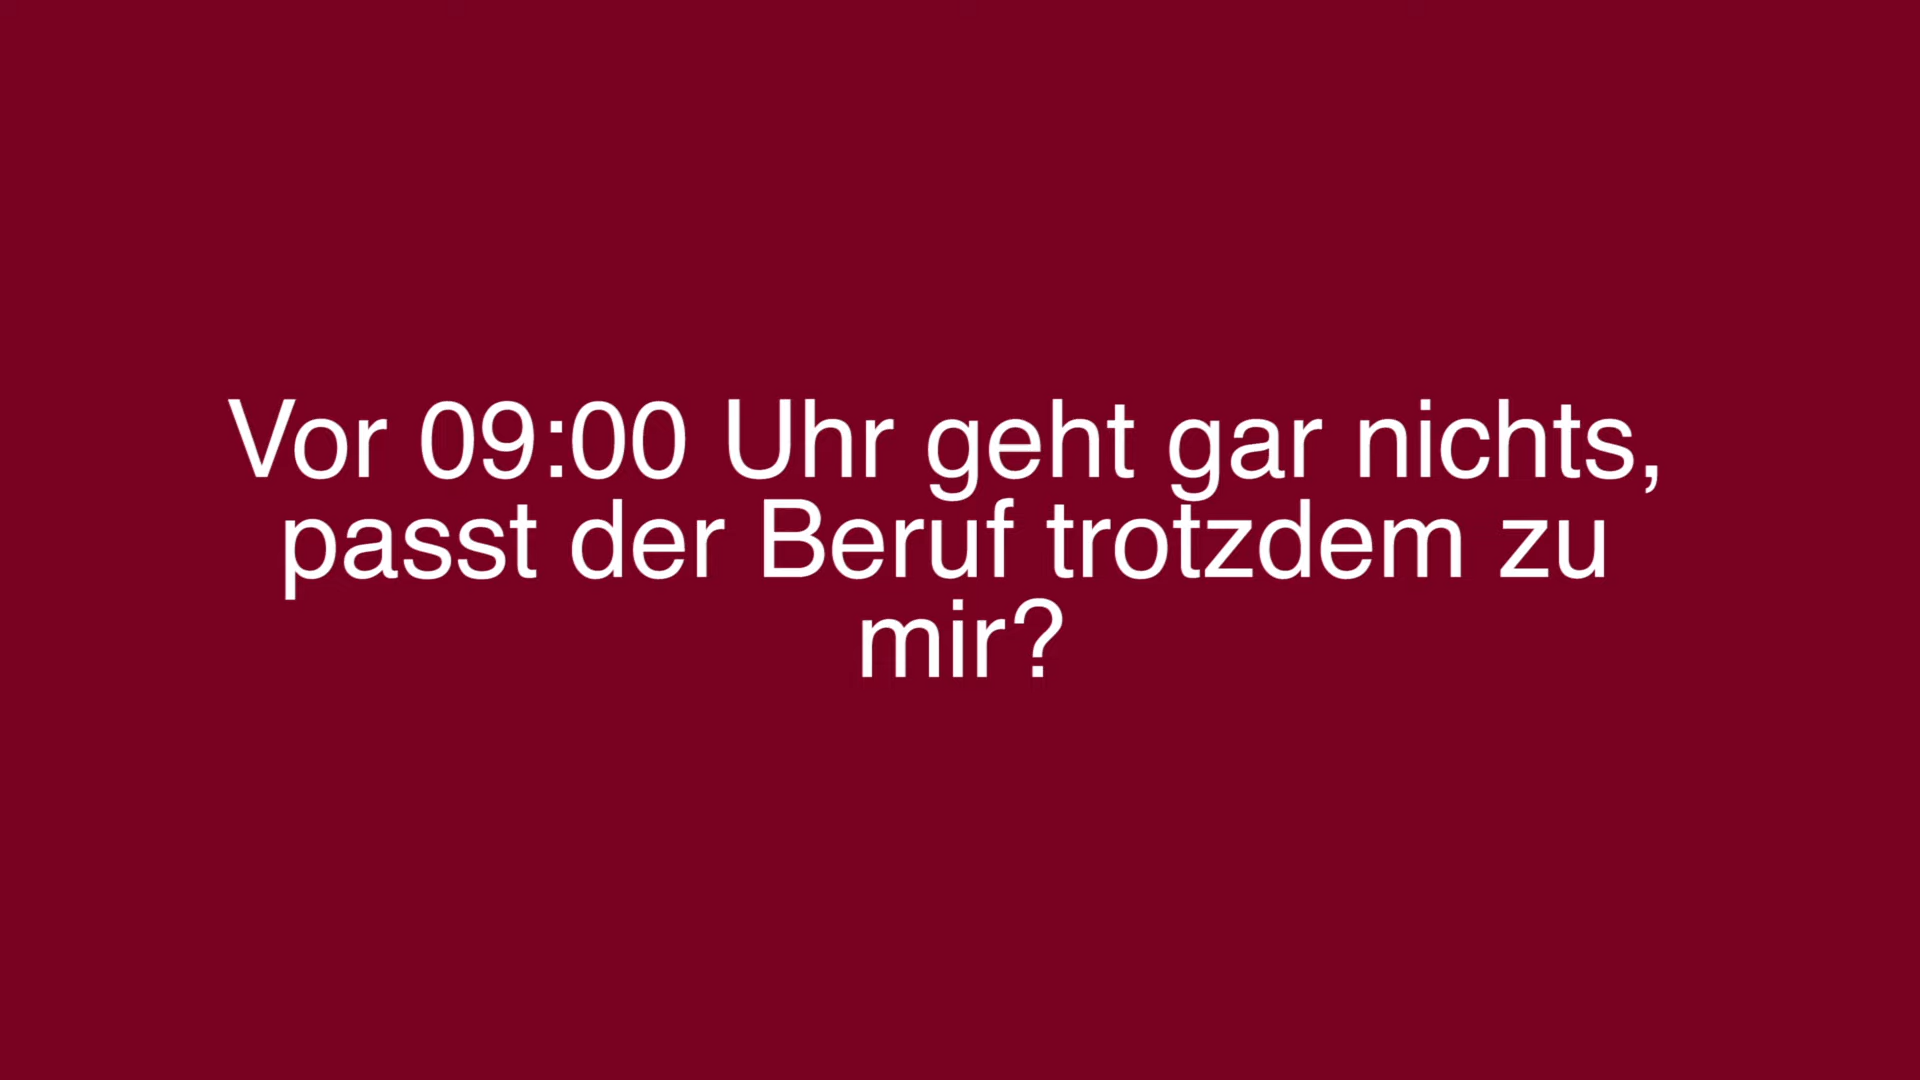 Vor 09:00 Uhr geht gar nichts,
passt der Beruf trotzdem zu
mir?